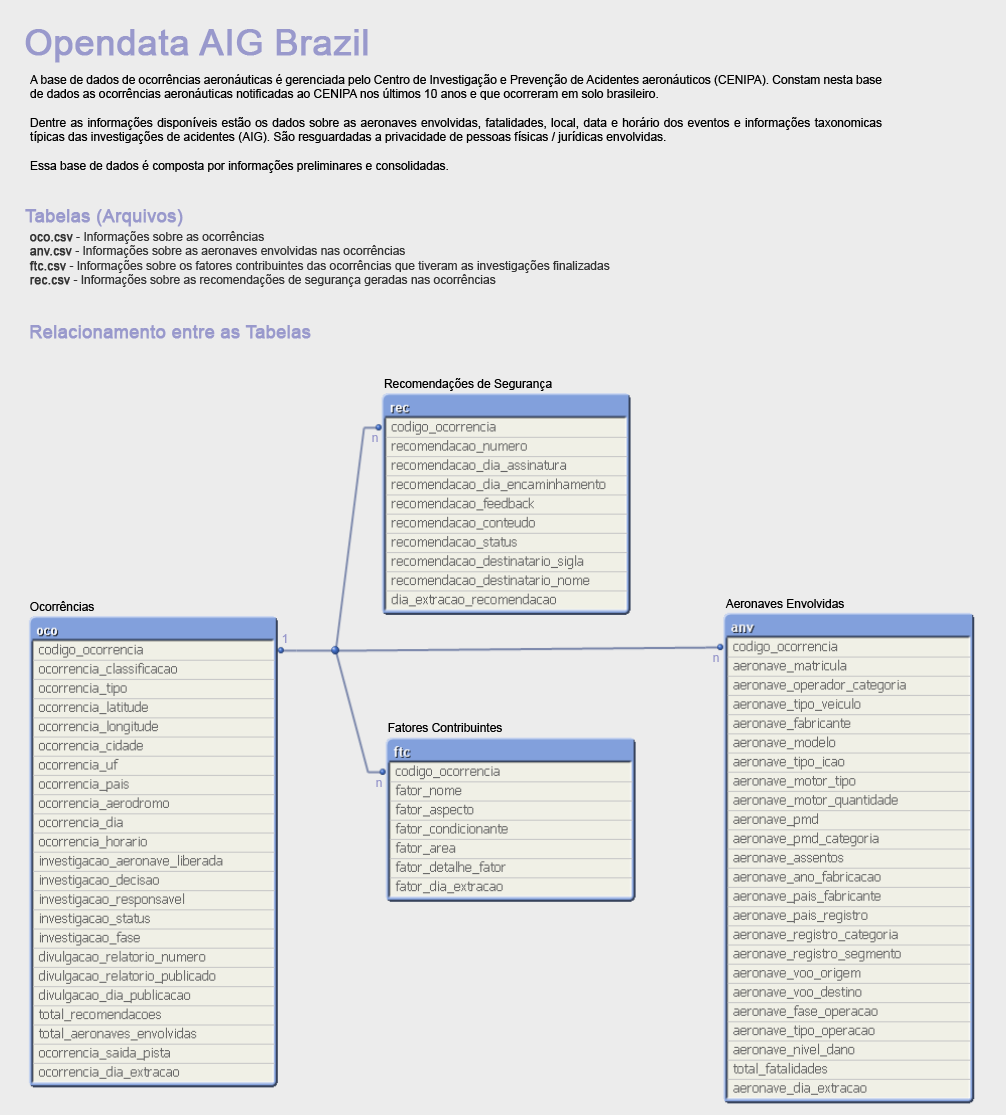 Opendata AIG Brazil
A base de dados de ocorrências aeronáuticas é gerenciada pelo Centro de Investigação e Prevenção de Acidentes aeronáuticos (CENIPA). Constam nesta base
de dados as ocorrências aeronáuticas notificadas ao CENIPA nos últimos 10 anos e que ocorreram em solo brasileiro.
Dentre as informações disponíveis estão os dados sobre as aeronaves envolvidas, fatalidades, local, data e horário dos eventos e informações taxonomicas
típicas das investigações de acidentes (AIG). São resguardadas a privacidade de pessoas físicas / jurídicas envolvidas.
Essa base de dados é composta por informações preliminares e consolidadas.
Tabelas (Arquivos)
oco.csv - Informações sobre as ocorrências
anv.csv - Informações sobre as aeronaves envolvidas nas ocorrências
ftc.csv - Informações sobre os fatores contribuintes das ocorrências que tiveram as investigações finalizadas
rec.csv - Informações sobre as recomendações de segurança geradas nas ocorrências
Relacionamento entre as Tabelas
Recomendações de Segurança
rec
codigo_ocorrencia
n
recomendacao_numero
recomendacao_dia_assinatura
recomendacao_dia_encaminhamento
recomendacao_feedback
recomendacao_conteudo
recomendacao_status
recomendacao_destinatario_sigla
recomendacao_destinatario_nome
dia_extracao_recomendacao
Ocorrências
oco
1
codigo_ocorrencia
ocorrencia_classificacao
ocorrencia_tipo
ocorrencia_latitude
ocorrencia_longitude
ocorrencia_cidade
ocorrencia_uf
ocorrencia_pais
ocorrencia_aerodromo
ocorrencia_dia
ocorrencia_horario
investigacao_aeronave_liberada
investigacao_decisao
investigacao_responsavel
investigacao_status
investigacao_fase
divulgacao_relatorio_numero
divulgacao_relatorio_publicado
divulgacao_dia_publicacao
total_recomendacoes
total_aeronaves_envolvidas
ocorrencia_saida_pista
ocorrencia_dia_extracao
Fatores Contribuintes
ftc
codigo_ocorrencia
n
fator_nome
fator_aspecto
fator_condicionante
fator_area
fator_detalhe_fator
fator_dia_extracao
Aeronaves Envolvidas
anv
codigo_ocorrencia
n
aeronave_matricula
aeronave_operador_categoria
aeronave_tipo_veiculo
aeronave_fabricante
aeronave_modelo
aeronave_tipo_icao
aeronave_motor_tipo
aeronave_motor_quantidade
aeronave_pmd
aeronave_pmd_categoria
aeronave_assentos
aeronave_ano_fabricacao
aeronave_pais_fabricante
aeronave_pais_registro
aeronave_registro_categoria
aeronave_registro_segmento
aeronave_voo_origem
aeronave_voo_destino
aeronave_fase_operacao
aeronave_tipo_operacao
aeronave_nivel_dano
total_fatalidades
aeronave_dia_extracao